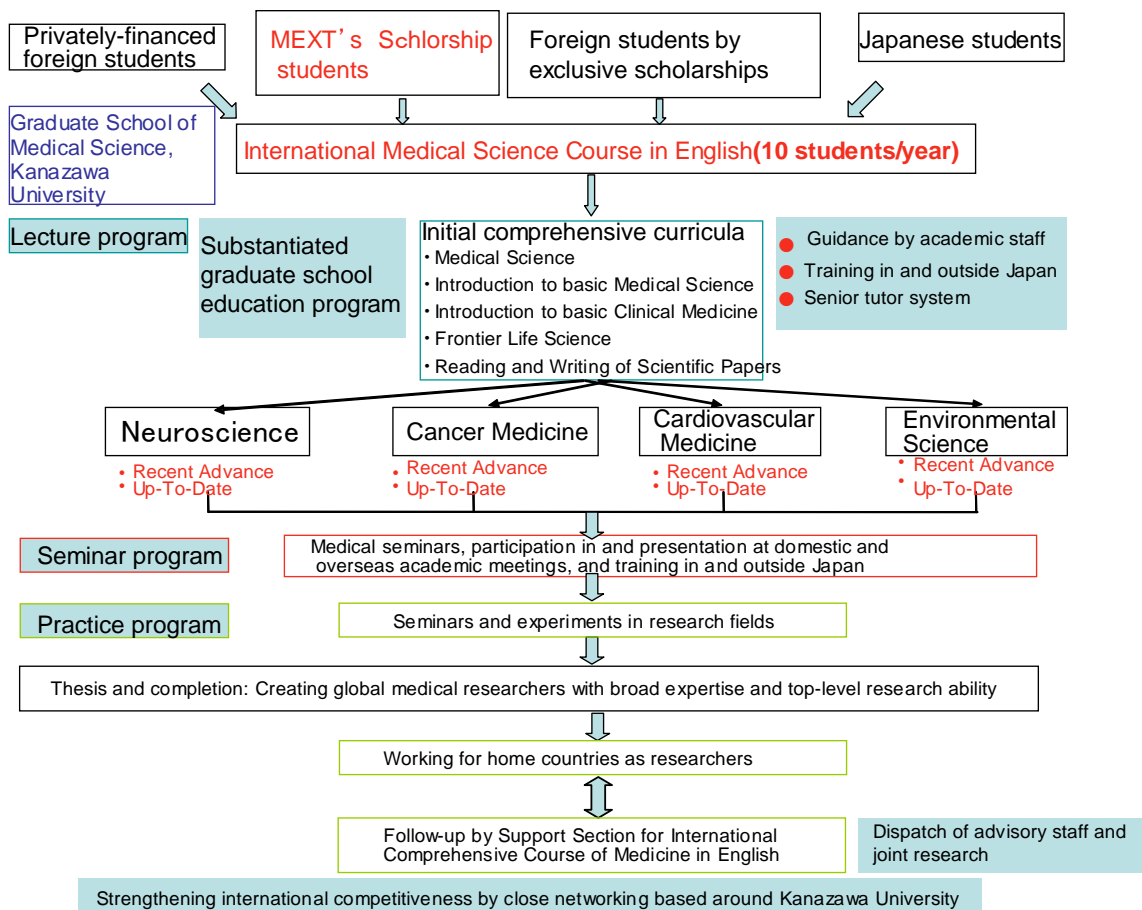 Privately-financed
foreign students
MEXT’s Schlorship
students
Foreign students by
exclusive scholarships
Japanese students
Graduate School of
Medical Science,
Kanazawa
University
International Medical Science Course in English(10 students/year)
Lecture program
Substantiated
graduate school
education program
Initial comprehensive curricula
・Medical Science
・Introduction to basic Medical Science
・Introduction to basic Clinical Medicine
・Frontier Life Science
・Reading and Writing of Scientific Papers
● Guidance by academic staff
● Training in and outside Japan
● Senior tutor system
Neuroscience
• Recent Advance
• Up-To-Date
Cancer Medicine
• Recent Advance
• Up-To-Date
Cardiovascular
Medicine
• Recent Advance
• Up-To-Date
Environmental
Science
• Recent Advance
• Up-To-Date
Seminar program
Medical seminars, participation in and presentation at domestic and
overseas academic meetings, and training in and outside Japan
Practice program
Seminars and experiments in research fields
Thesis and completion: Creating global medical researchers with broad expertise and top-level research ability
Working for home countries as researchers
Follow-up by Support Section for International
Comprehensive Course of Medicine in English
Dispatch of advisory staff and
joint research
Strengthening international competitiveness by close networking based around Kanazawa University